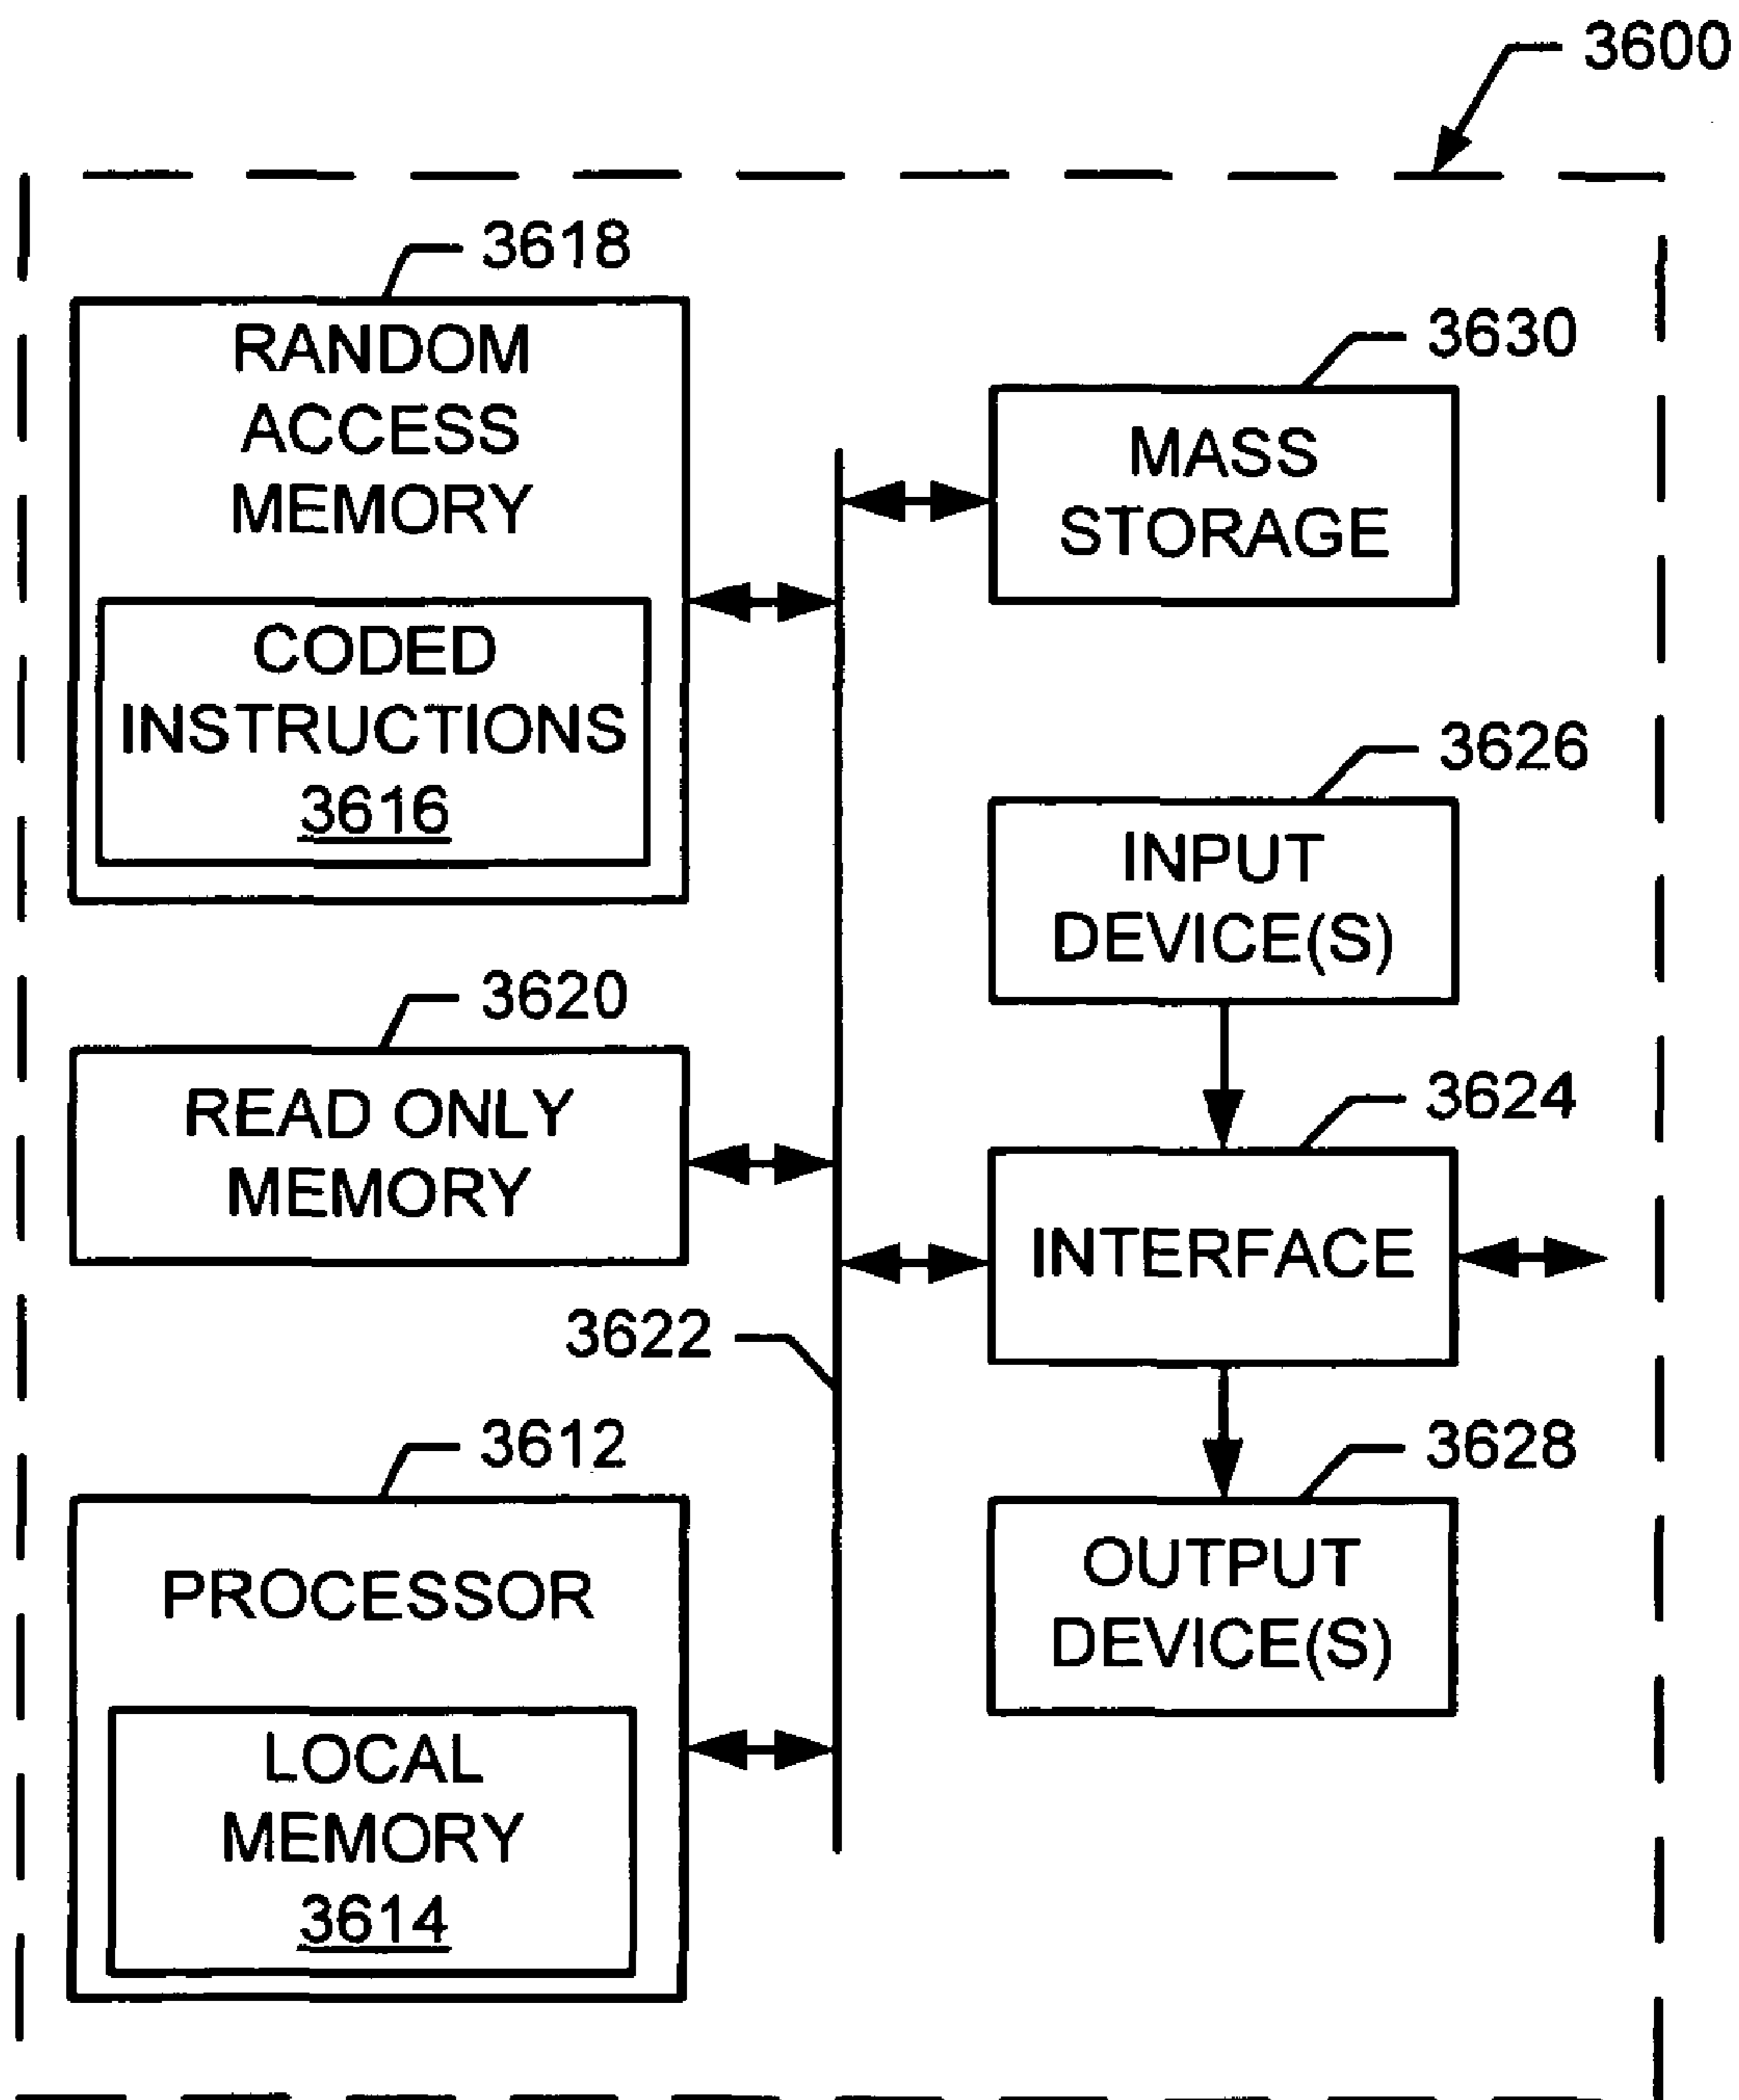 3600
3618
RANDOM
ACCESS
MEMORY
CODED
INSTRUCTIONS
3616
3630
MASS
STORAGE
3626
INPUT
DEVICE(S)
3620
READ ONLY
MEMORY
3624
INTERFACE
3622
3612
PROCESSOR
LOCAL
MEMORY
3614
3628
OUTPUT
DEVICE(S)